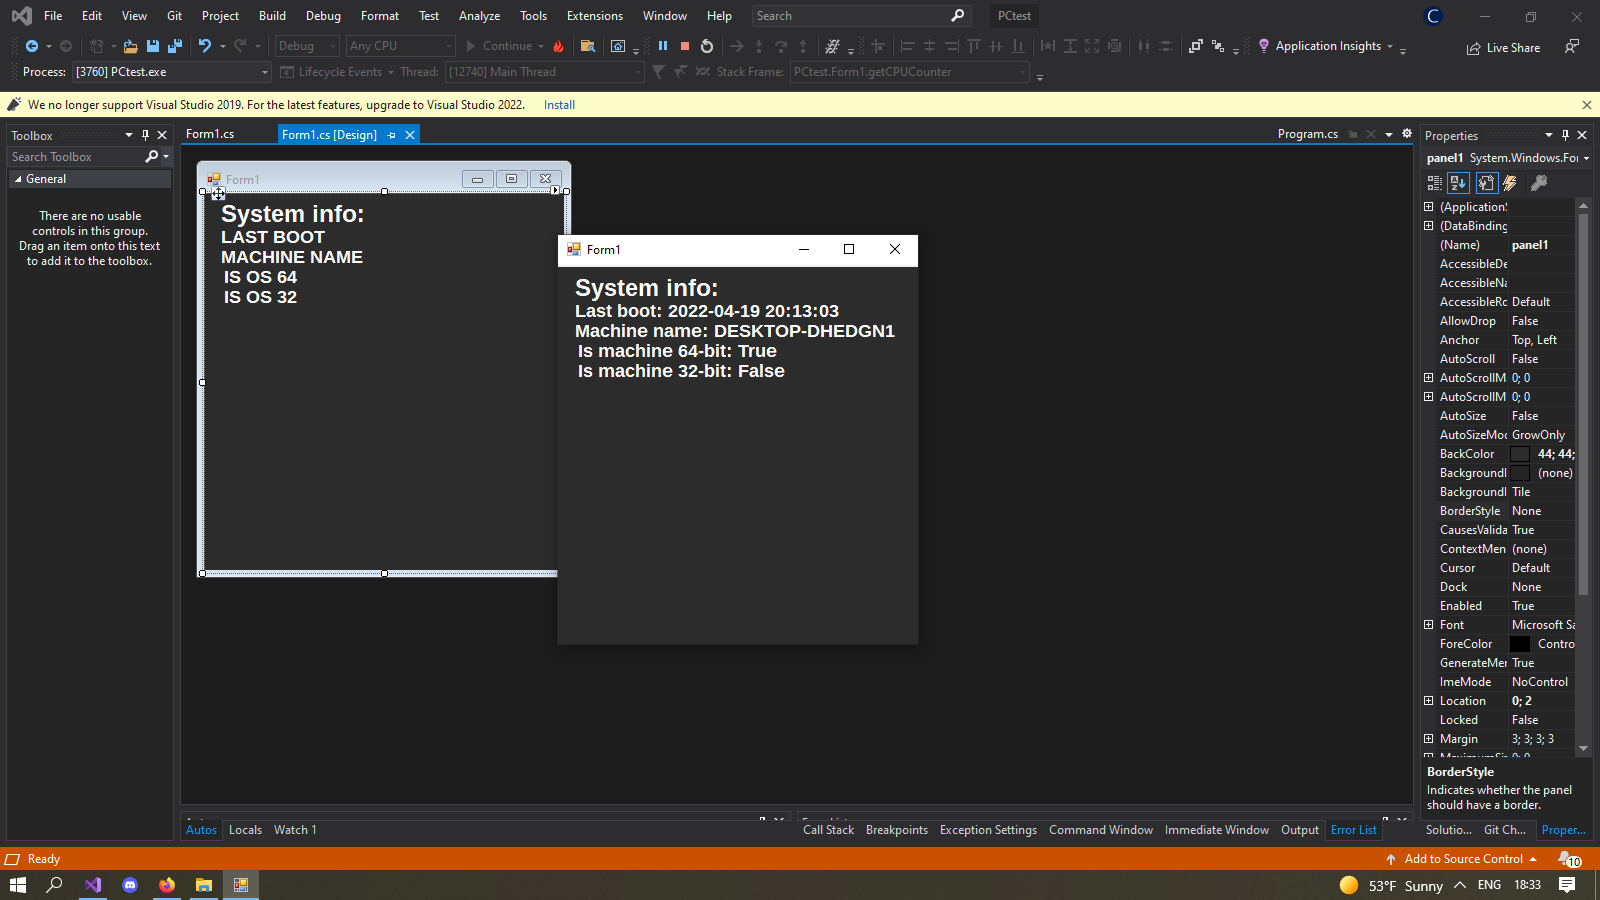 File Edit View Git Project Build Debug Format Test Analyze Tools Extensions Window Help Search PCtest C
Debug Any CPU Continue Application Insights Live Share
Process: [3760] PCtest.exe Lifecycle Events Thread: [12740] Main Thread Stack Frame: PCtest.Form1.getCPUCounter
We no longer support Visual Studio 2019. For the latest features, upgrade to Visual Studio 2022. Install
Toolbox
Search Toolbox
General
There are no usable
controls in this group.
Drag an item onto this text
to add it to the toolbox.
Form1.cs Form1.cs [Design] Program.cs
Form1
System info:
LAST BOOT
MACHINE NAME
IS OS 64
IS OS 32
Form1
System info:
Last boot: 2022-04-19 20:13:03
Machine name: DESKTOP-DHEDGN1
Is machine 64-bit: True
Is machine 32-bit: False
Properties
panel1 System.Windows.For
(Application
(DataBinding
(Name) panel1
AccessibleDe
AccessibleNa
AccessibleRo Default
AllowDrop False
Anchor Top, Left
AutoScroll False
AutoScrollM 0; 0
AutoScrollM 0; 0
AutoSize False
AutoSizeMod GrowOnly
BackColor 44; 44;
BackgroundI (none)
BackgroundI Tile
BorderStyle None
CausesValida True
ContextMen (none)
Cursor Default
Dock None
Enabled True
Font Microsoft Sa
ForeColor Contro
GenerateMer True
ImeMode NoControl
Location 0; 2
Locked False
Margin 3; 3; 3; 3
BorderStyle
Indicates whether the panel
should have a border.
Autos Locals Watch 1
Call Stack Breakpoints Exception Settings Command Window Immediate Window Output Error List
Solutio... Git Ch... Proper...
Ready Add to Source Control 10
53°F Sunny ENG 18:33